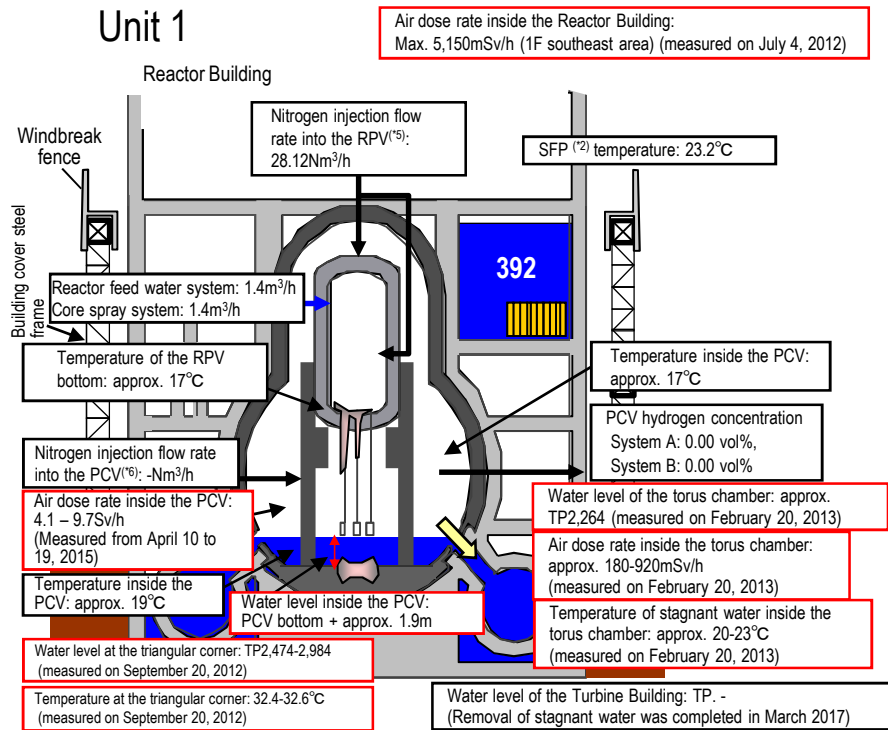 Unit 1
Air dose rate inside the Reactor Building:
Max. 5,150mSv/h (1F southeast area) (measured on July 4, 2012)
Reactor Building
Nitrogen injection flow
rate into the RPV(*5):
28.12Nm³/h
Windbreak
fence
SFP (*2) temperature: 23.2℃
392
Building cover steel
frame
Reactor feed water system: 1.4m³/h
Core spray system: 1.4m³/h
Temperature of the RPV
bottom: approx. 17℃
Temperature inside the PCV:
approx. 17℃
PCV hydrogen concentration
System A: 0.00 vol%,
System B: 0.00 vol%
Nitrogen injection flow rate
into the PCV(*6): -Nm³/h
Air dose rate inside the PCV:
4.1 – 9.7Sv/h
(Measured from April 10 to
19, 2015)
Water level of the torus chamber: approx.
TP2,264 (measured on February 20, 2013)
Air dose rate inside the torus chamber:
approx. 180-920mSv/h
(measured on February 20, 2013)
Temperature inside the
PCV: approx. 19℃
Water level inside the PCV:
PCV bottom + approx. 1.9m
Temperature of stagnant water inside the
torus chamber: approx. 20-23℃
(measured on February 20, 2013)
Water level at the triangular corner: TP2,474-2,984
(measured on September 20, 2012)
Temperature at the triangular corner: 32.4-32.6℃
(measured on September 20, 2012)
Water level of the Turbine Building: TP. -
(Removal of stagnant water was completed in March 2017)